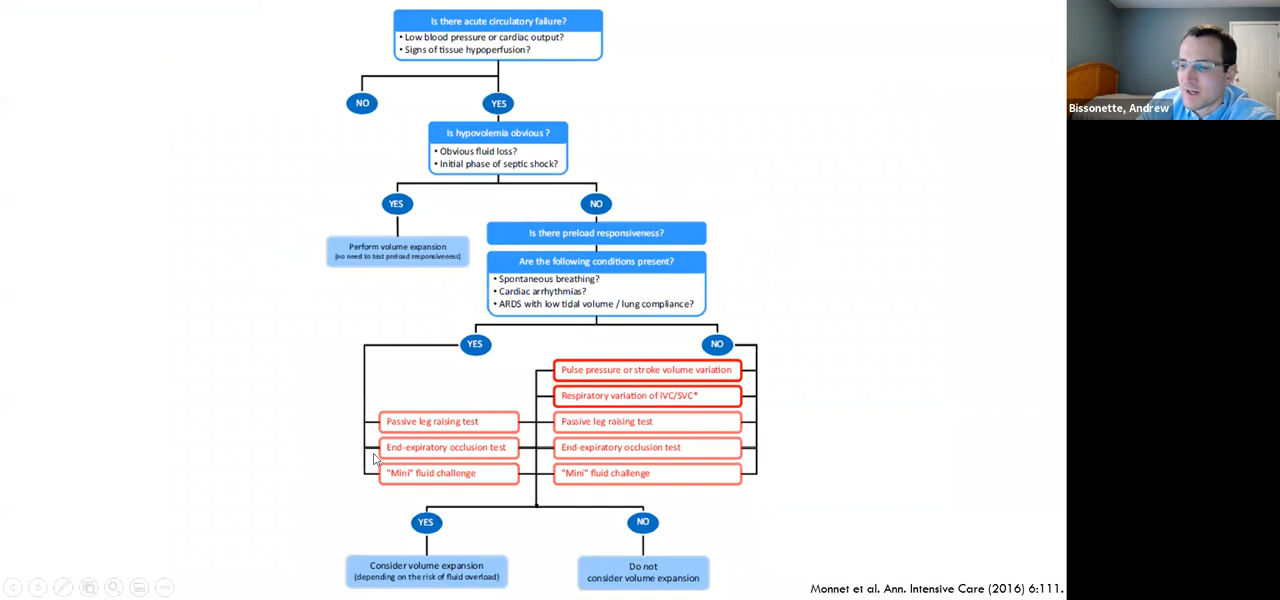 Is there acute circulatory failure?
• Low blood pressure or cardiac output?
• Signs of tissue hypoperfusion?
NO
YES
Is hypovolemia obvious ?
• Obvious fluid loss?
• Initial phase of septic shock?
YES
NO
Perform volume expansion
(no need to test preload responsiveness)
Is there preload responsiveness?
Are the following conditions present?
• Spontaneous breathing?
• Cardiac arrhythmias?
• ARDS with low tidal volume / lung compliance?
YES
NO
Pulse pressure or stroke volume variation
Respiratory variation of IVC/SVC*
Passive leg raising test
Passive leg raising test
End-expiratory occlusion test
End-expiratory occlusion test
"Mini" fluid challenge
"Mini" fluid challenge
YES
NO
Consider volume expansion
(depending on the risk of fluid overload)
Do not
consider volume expansion
Monnet et al. Ann. Intensive Care (2016) 6:111.
Bissonette, Andrew